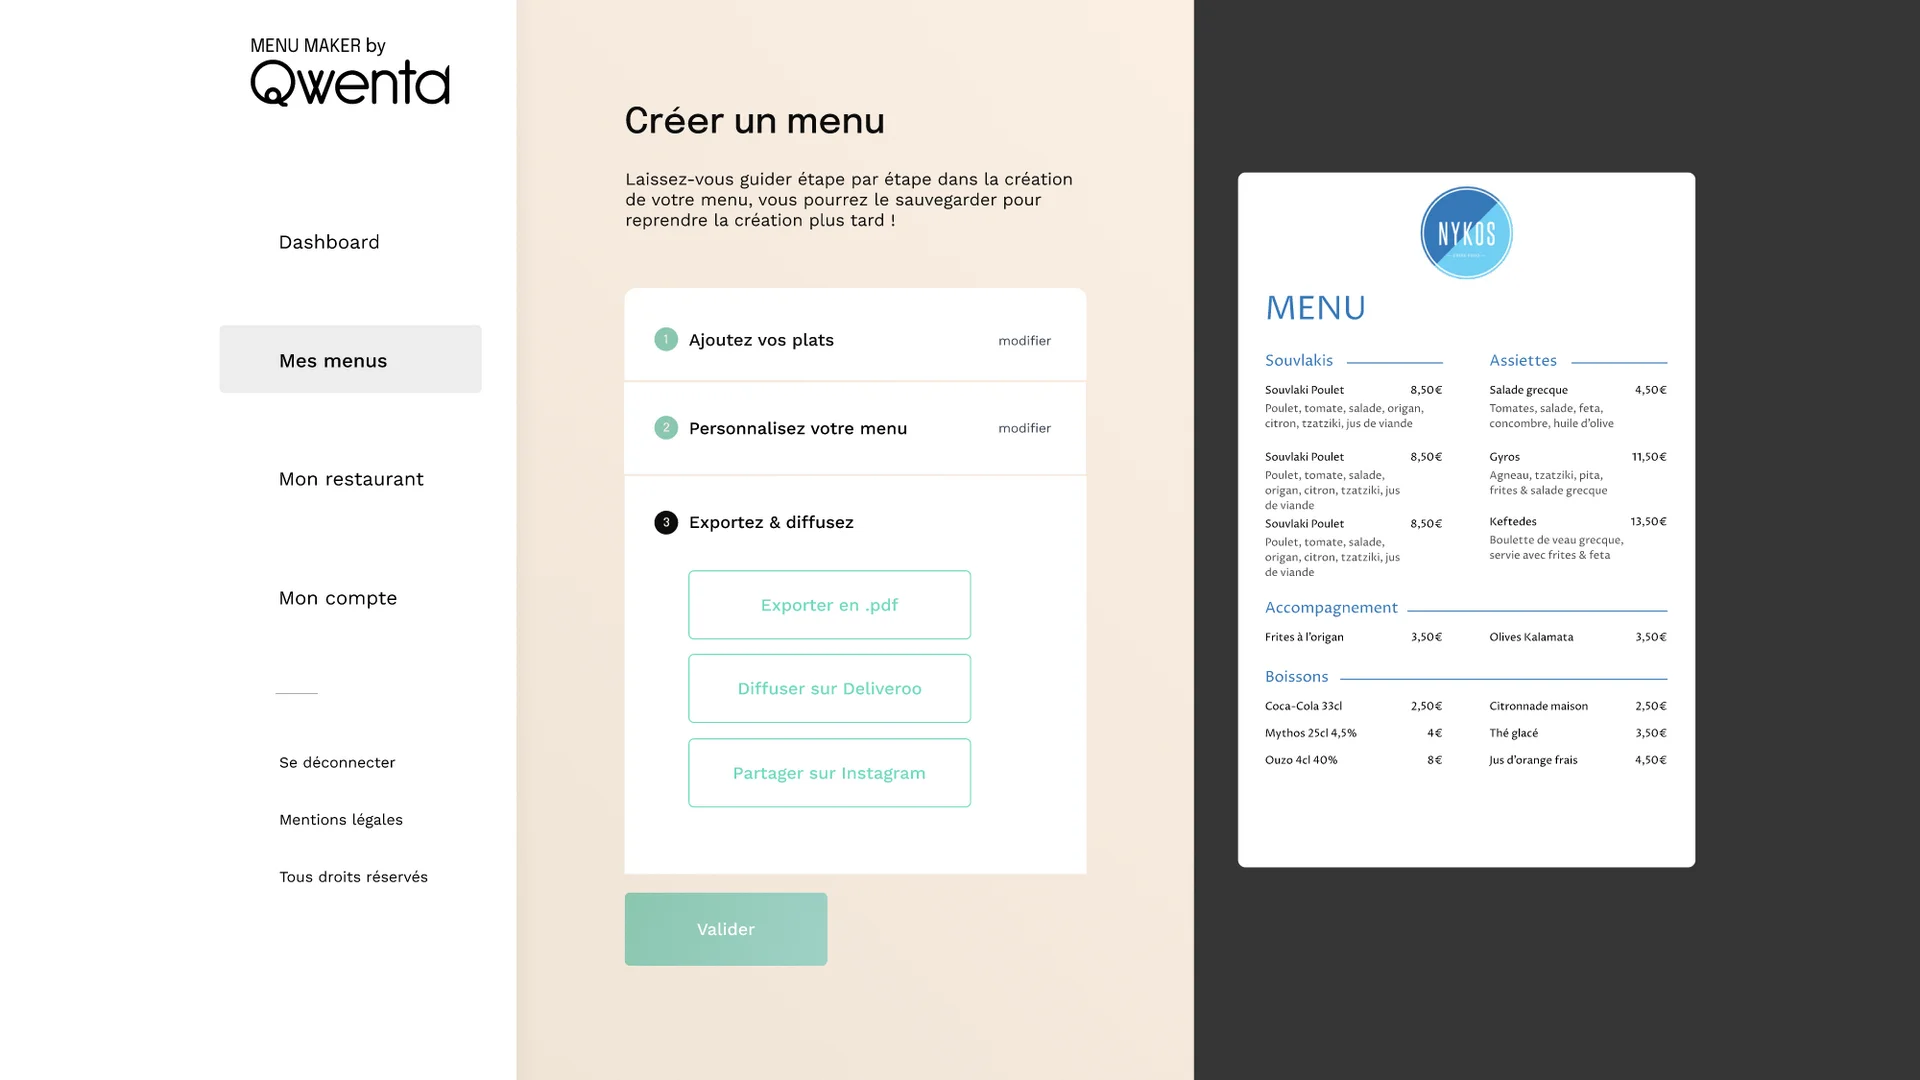 MENU MAKER by
Qwenta
Dashboard
Mes menus
Mon restaurant
Mon compte
Se déconnecter
Mentions légales
Tous droits réservés
Créer un menu
Laissez-vous guider étape par étape dans la création
de votre menu, vous pourrez le sauvegarder pour
reprendre la création plus tard !
1 Ajoutez vos plats modifier
2 Personnalisez votre menu modifier
3 Exportez & diffusez
Exporter en .pdf
Diffuser sur Deliveroo
Partager sur Instagram
Valider
NYKOS
MENU
Souvlakis
Souvlaki Poulet 8,50€
Poulet, tomate, salade, origan,
citron, tzatziki, jus de viande
Souvlaki Poulet 8,50€
Poulet, tomate, salade,
origan, citron, tzatziki, jus
de viande
Souvlaki Poulet 8,50€
Poulet, tomate, salade,
origan, citron, tzatziki, jus
de viande
Assiettes
Salade grecque 4,50€
Tomates, salade, feta,
concombre, huile d'olive
Gyros 11,50€
Agneau, tzatziki, pita,
frites & salade grecque
Keftedes 13,50€
Boulette de veau grecque,
servie avec frites & feta
Accompagnement
Frites à l'origan 3,50€
Olives Kalamata 3,50€
Boissons
Coca-Cola 33cl 2,50€
Mythos 25cl 4,5% 4€
Ouzo 4cl 40% 8€
Citronnade maison 2,50€
Thé glacé 3,50€
Jus d'orange frais 4,50€